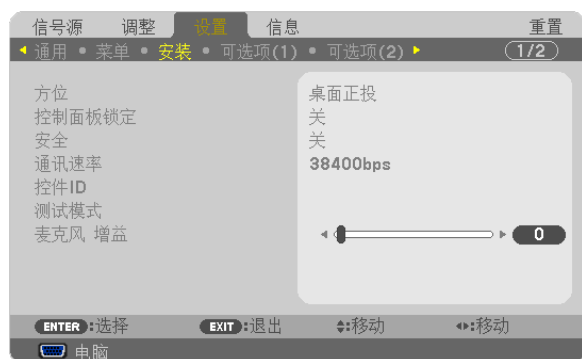 信号源 调整 设置 信息 重置
通用 • 菜单 • 安装 • 可选项(1) • 可选项(2) 1/2
方位 桌面正投
控制面板锁定 关
安全 关
通讯速率 38400bps
控件ID
测试模式
麦克风 增益 0
ENTER:选择 EXIT:退出 :移动 :移动
电脑